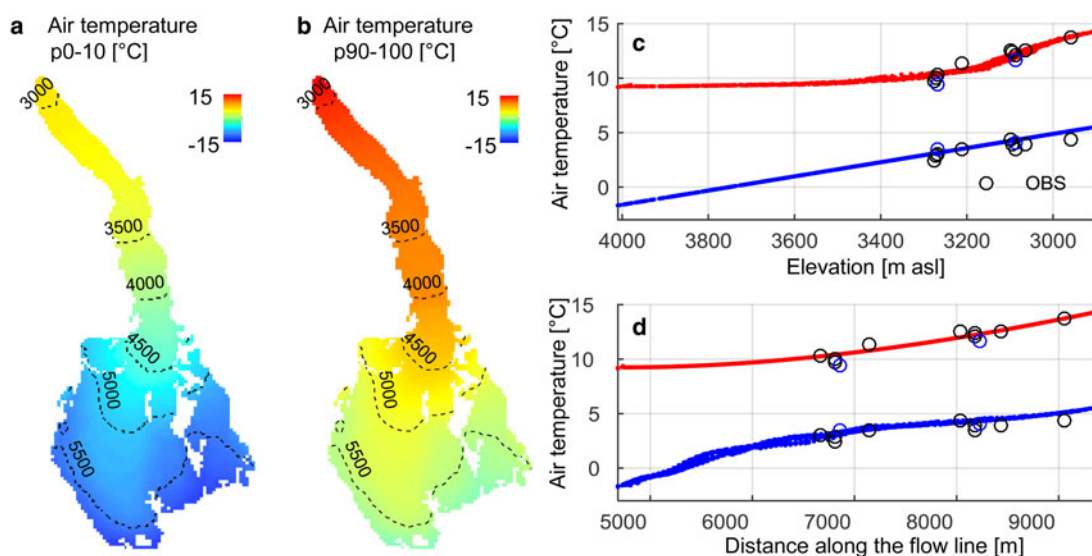 a Air temperature
p0-10 [°C]
15
-15
3000
3500
4000
4500
5000
5500
b Air temperature
p90-100 [°C]
15
-15
3000
3500
4000
4500
5000
5500
c
Air temperature [°C]
15
10
5
0
OBS
4000 3800 3600 3400 3200 3000
Elevation [m asl]
d
Air temperature [°C]
15
10
5
0
5000 6000 7000 8000 9000
Distance along the flow line [m]